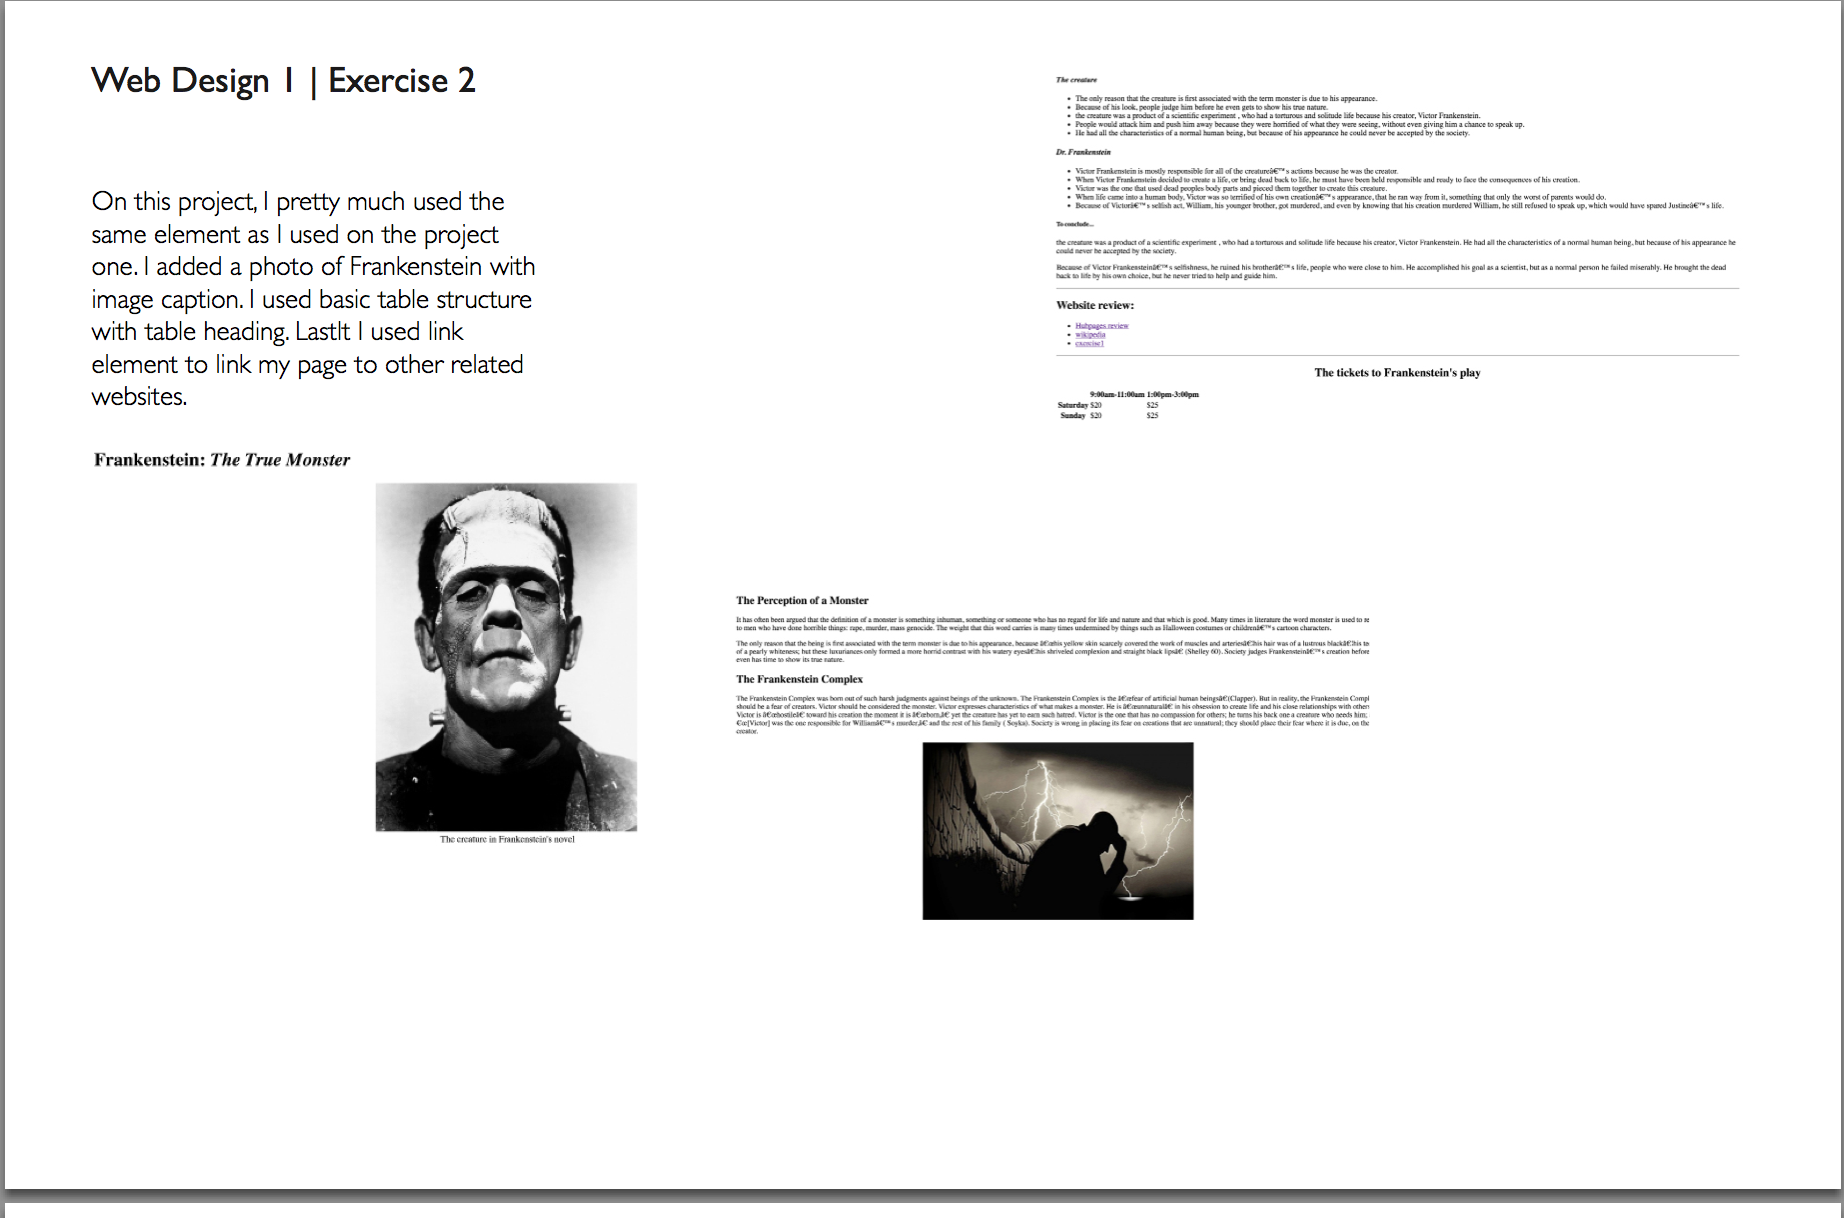 Web Design 1 | Exercise 2
On this project, I pretty much used the
same element as I used on the project
one. I added a photo of Frankenstein with
image caption. I used basic table structure
with table heading. LastIt I used link
element to link my page to other related
websites.
Frankenstein: The True Monster
The creature in Frankenstein's novel
The Perception of a Monster
It has often been argued that the definition of a monster is something inhuman, something or someone who has no regard for life and nature and that which is good. Many times in literature the word monster is used to re
to men who have done horrible things: rape, murder, mass genocide. The weight that this word carries is many times undermined by things such as Halloween costumes or childrenâ€™s cartoon characters.
The only reason that the being is first associated with the term monster is due to his appearance, because â€œhis yellow skin scarcely covered the work of muscles and arteriesâ€¦his hair was of a lustrous blackâ€¦his te
of a pearly whiteness; but these luxuriances only formed a more horrid contrast with his watery eyesâ€¦his shriveled complexion and straight black lipsâ€ (Shelley 60). Society judges Frankensteinâ€™s creation before
even has time to show its true nature.
The Frankenstein Complex
The Frankenstein Complex was born out of such harsh judgments against beings of the unknown. The Frankenstein Complex is the â€œfear of artificial human beingsâ€(Clapper). But in reality, the Frankenstein Compl
should be a fear of creators. Victor should be considered the monster. Victor expresses characteristics of what makes a monster. He is â€œunnaturalâ€ in his obsession to create life and his close relationships with other
Victor is â€œhostileâ€ toward his creation the moment it is â€œborn,â€ yet the creature has yet to earn such hatred. Victor is the one that has no compassion for others; he turns his back one a creature who needs him;
€œ[Victor] was the one responsible for Williamâ€™s murder,â€ and the rest of his family ( Soyka). Society is wrong in placing its fear on creations that are unnatural; they should place their fear where it is due, on the
creator.
The creature
• The only reason that the creature is first associated with the term monster is due to his appearance.
• Because of his look, people judge him before he even gets to show his true nature.
• the creature was a product of a scientific experiment , who had a torturous and solitude life because his creator, Victor Frankenstein.
• People would attack him and push him away because they were horrified of what they were seeing, without even giving him a chance to speak up.
• He had all the characteristics of a normal human being, but because of his appearance he could never be accepted by the society.
Dr. Frankenstein
• Victor Frankenstein is mostly responsible for all of the creatureâ€™s actions because he was the creator.
• When Victor Frankenstein decided to create a life, or bring dead back to life, he must have been held responsible and ready to face the consequences of his creation.
• Victor was the one that used dead peoples body parts and pieced them together to create this creature.
• When life came into a human body, Victor was so terrified of his own creationâ€™s appearance, that he ran way from it, something that only the worst of parents would do.
• Because of Victorâ€™s selfish act, William, his younger brother, got murdered, and even by knowing that his creation murdered William, he still refused to speak up, which would have spared Justineâ€™s life.
To conclude...
the creature was a product of a scientific experiment , who had a torturous and solitude life because his creator, Victor Frankenstein. He had all the characteristics of a normal human being, but because of his appearance he
could never be accepted by the society.
Because of Victor Frankensteinâ€™s selfishness, he ruined his brotherâ€™s life, people who were close to him. He accomplished his goal as a scientist, but as a normal person he failed miserably. He brought the dead
back to life by his own choice, but he never tried to help and guide him.
Website review:
• Hubpages review
• wikipedia
• exercise1
The tickets to Frankenstein's play
9:00am-11:00am 1:00pm-3:00pm
Saturday $20 $25
Sunday $20 $25